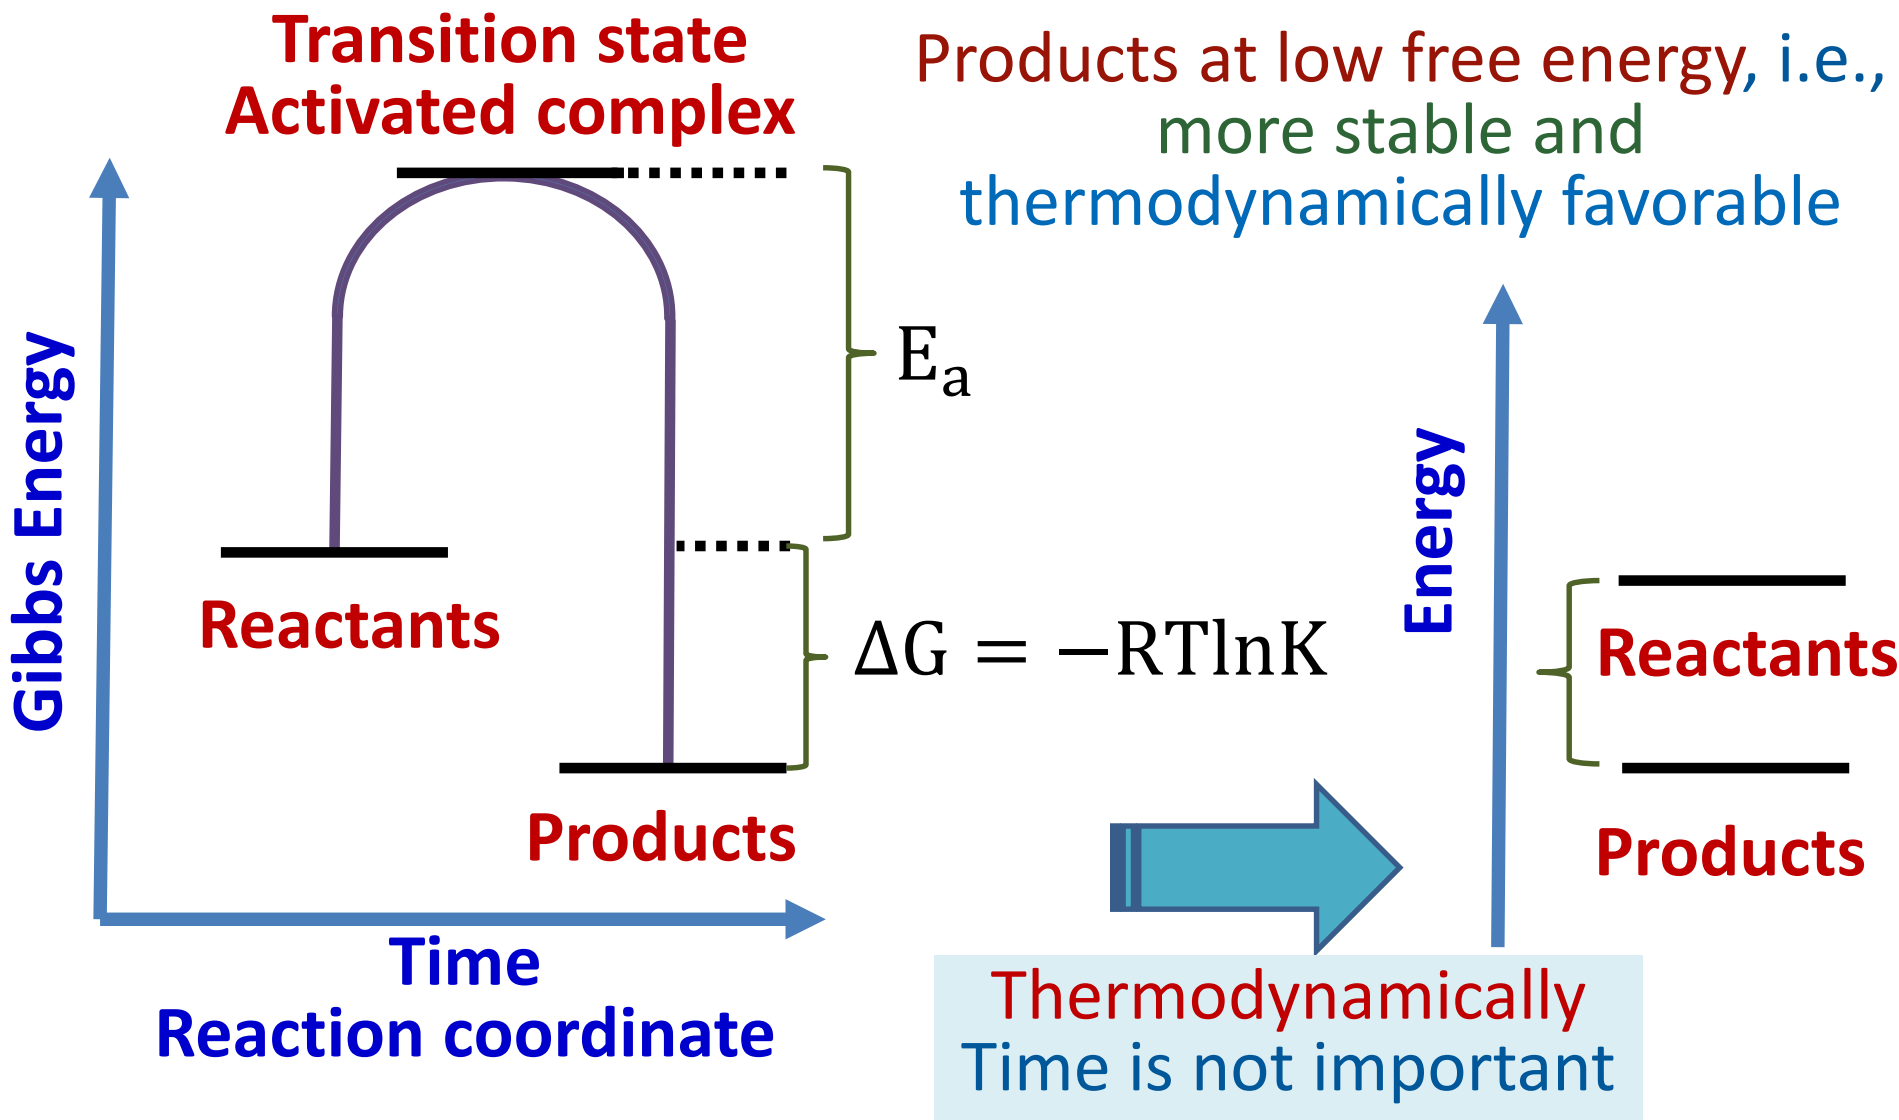 Transition state
Activated complex
Products at low free energy, i.e.,
more stable and
thermodynamically favorable
Gibbs Energy
Eₐ
Reactants
ΔG = −RTlnK
Products
Time
Reaction coordinate
Energy
Reactants
Products
Thermodynamically
Time is not important